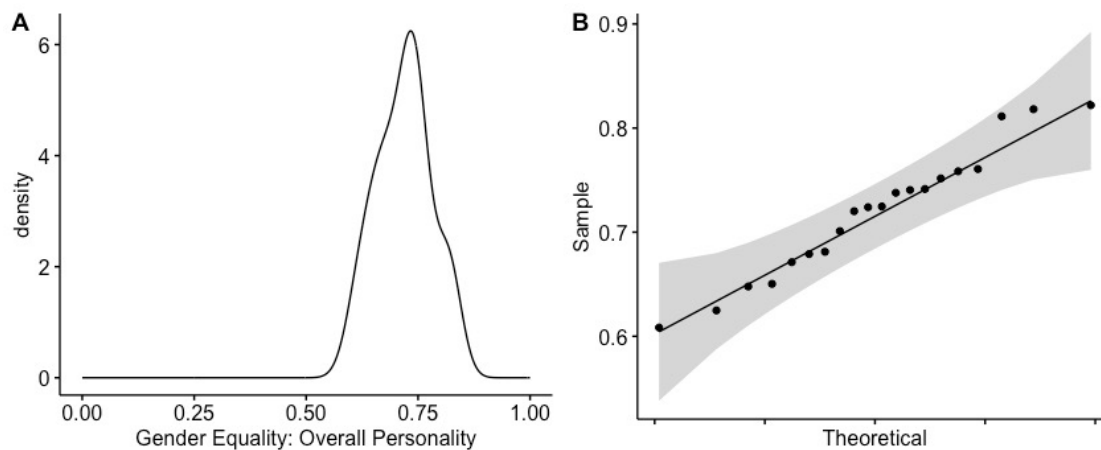 A
density
6
4
2
0
0.00 0.25 0.50 0.75 1.00
Gender Equality: Overall Personality
B
Sample
0.9
0.8
0.7
0.6
Theoretical